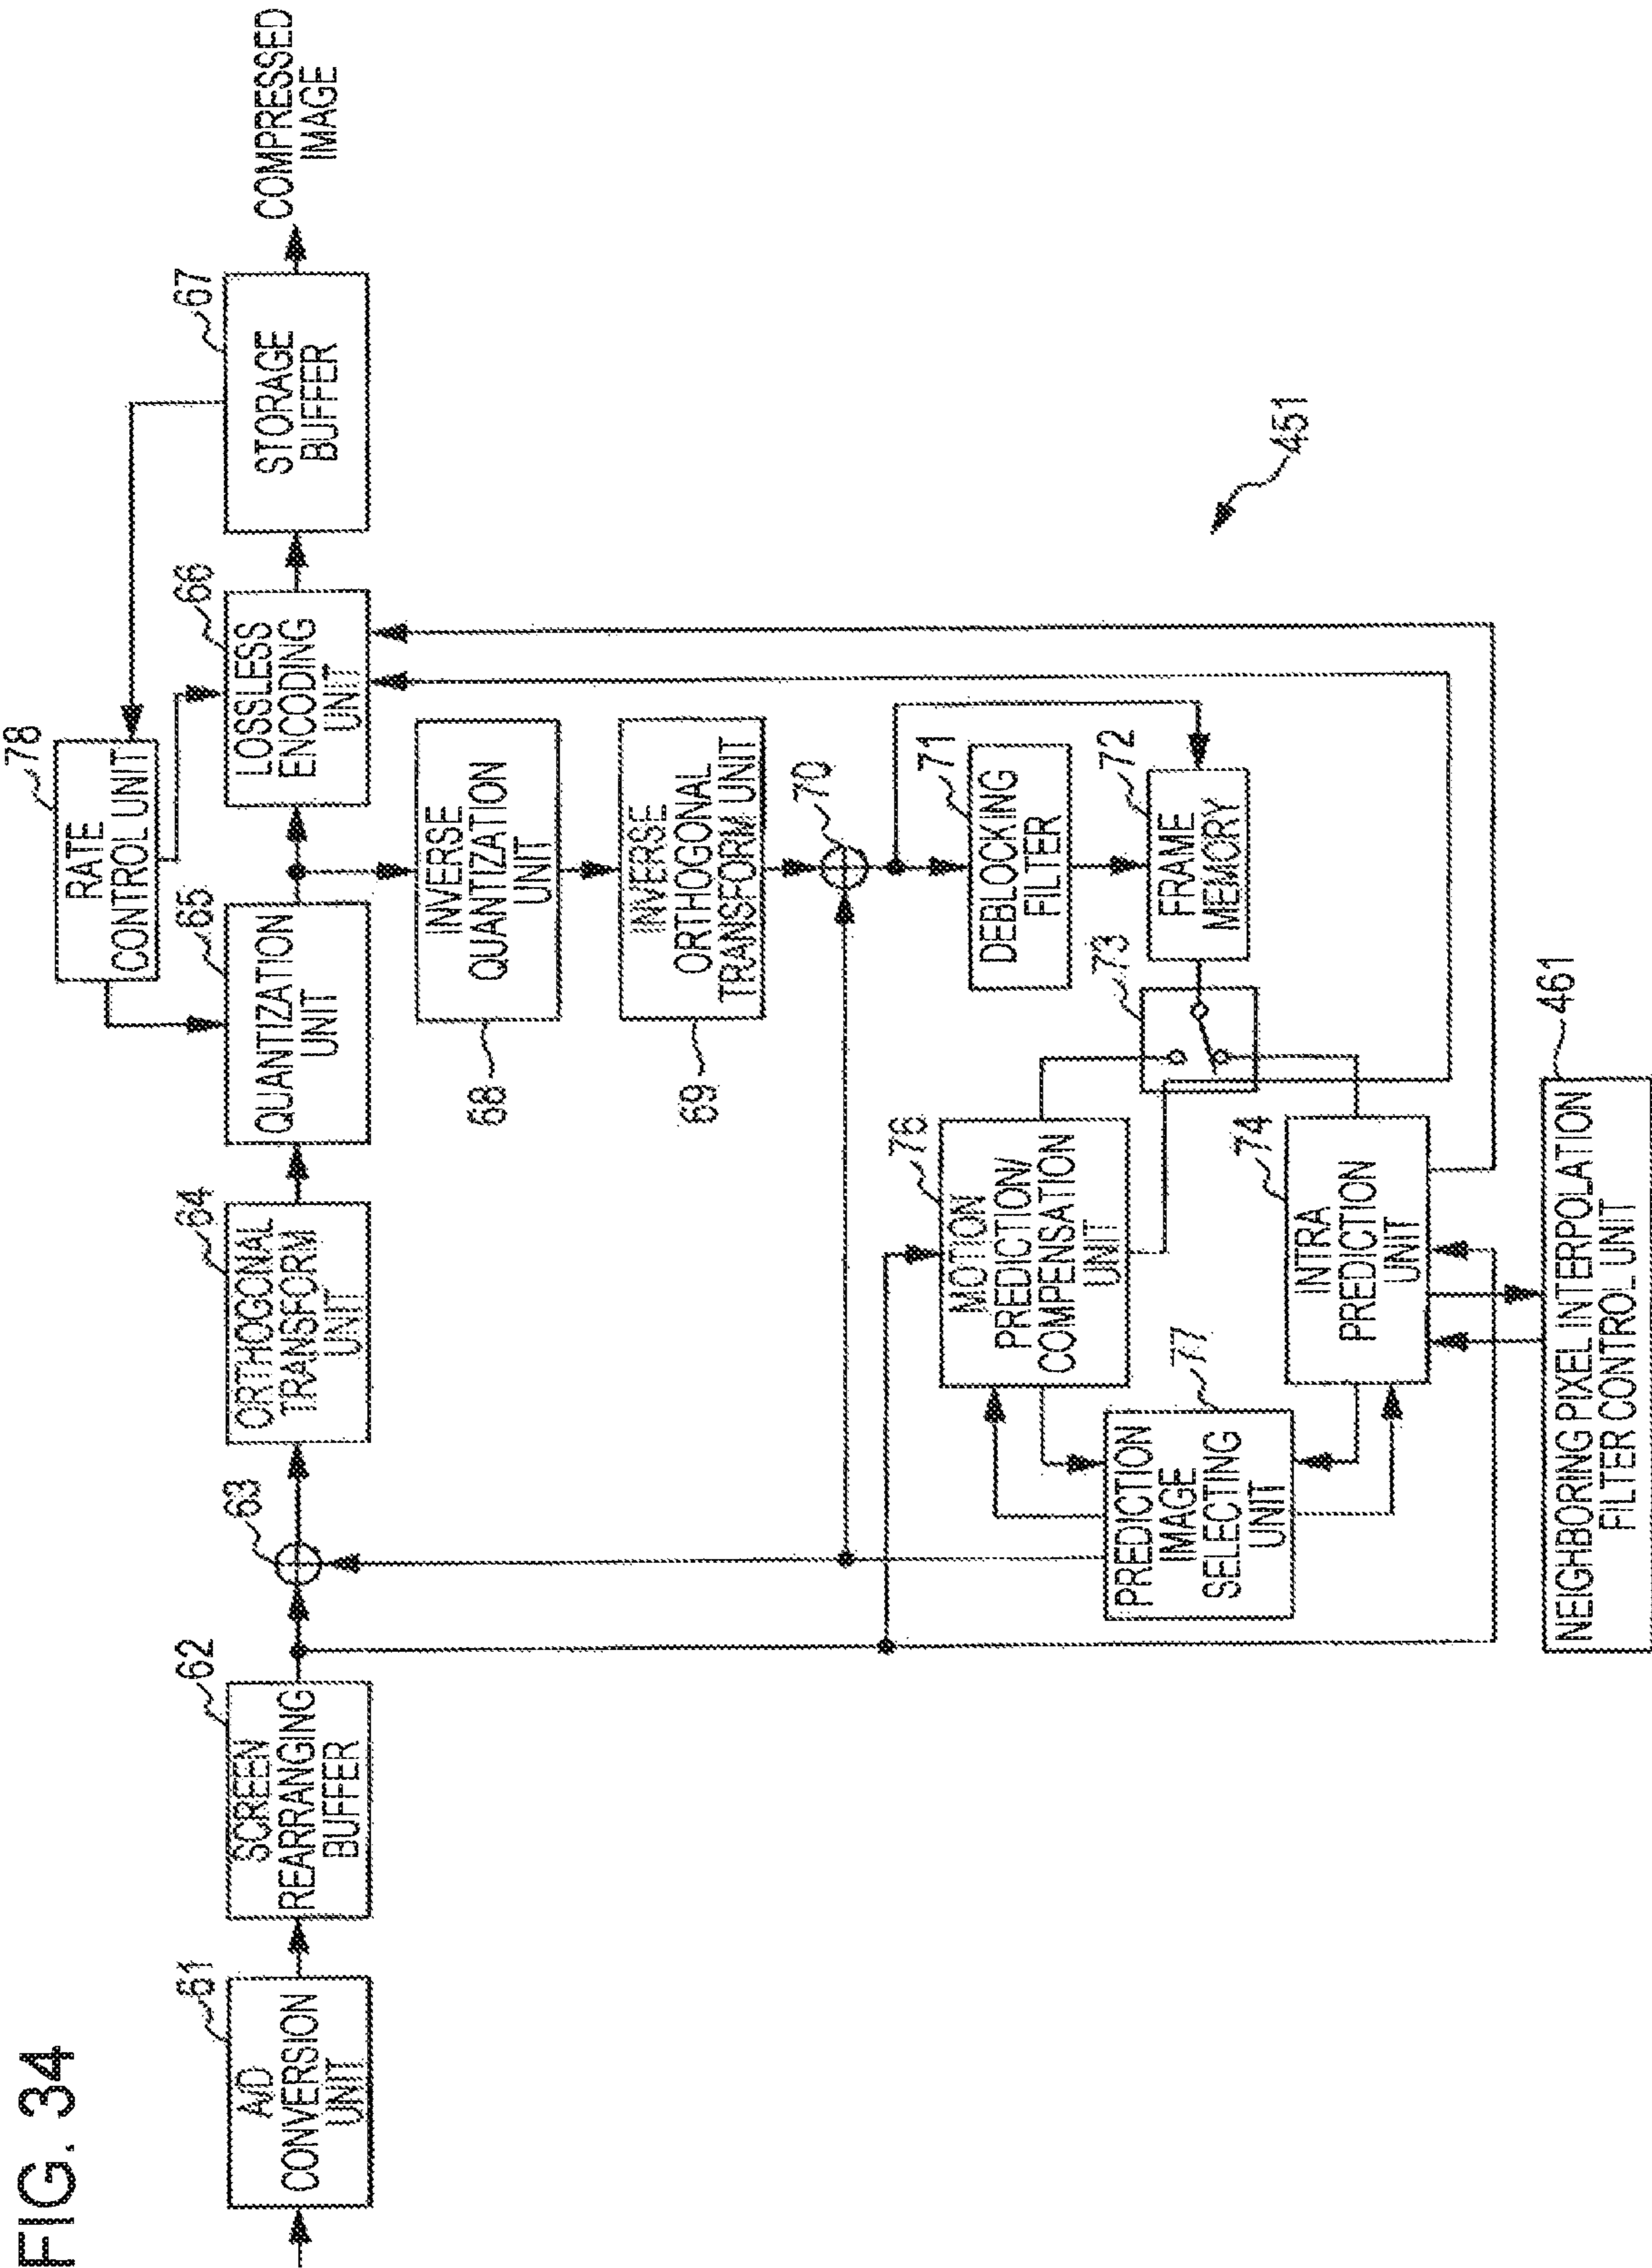 FIG. 34
61
A/D
CONVERSION
UNIT
62
SCREEN
REARRANGING
BUFFER
63
64
ORTHOGONAL
TRANSFORM
UNIT
65
QUANTIZATION
UNIT
78
RATE
CONTROL UNIT
66
LOSSLESS
ENCODING
UNIT
67
STORAGE
BUFFER
COMPRESSED
IMAGE
INVERSE
QUANTIZATION
UNIT
68
INVERSE
ORTHOGONAL
TRANSFORM UNIT
69
70
71
DEBLOCKING
FILTER
72
FRAME
MEMORY
73
76
MOTION
PREDICTION/
COMPENSATION
UNIT
74
INTRA
PREDICTION
UNIT
77
PREDICTION
IMAGE
SELECTING
UNIT
461
NEIGHBORING PIXEL INTERPOLATION
FILTER CONTROL UNIT
451